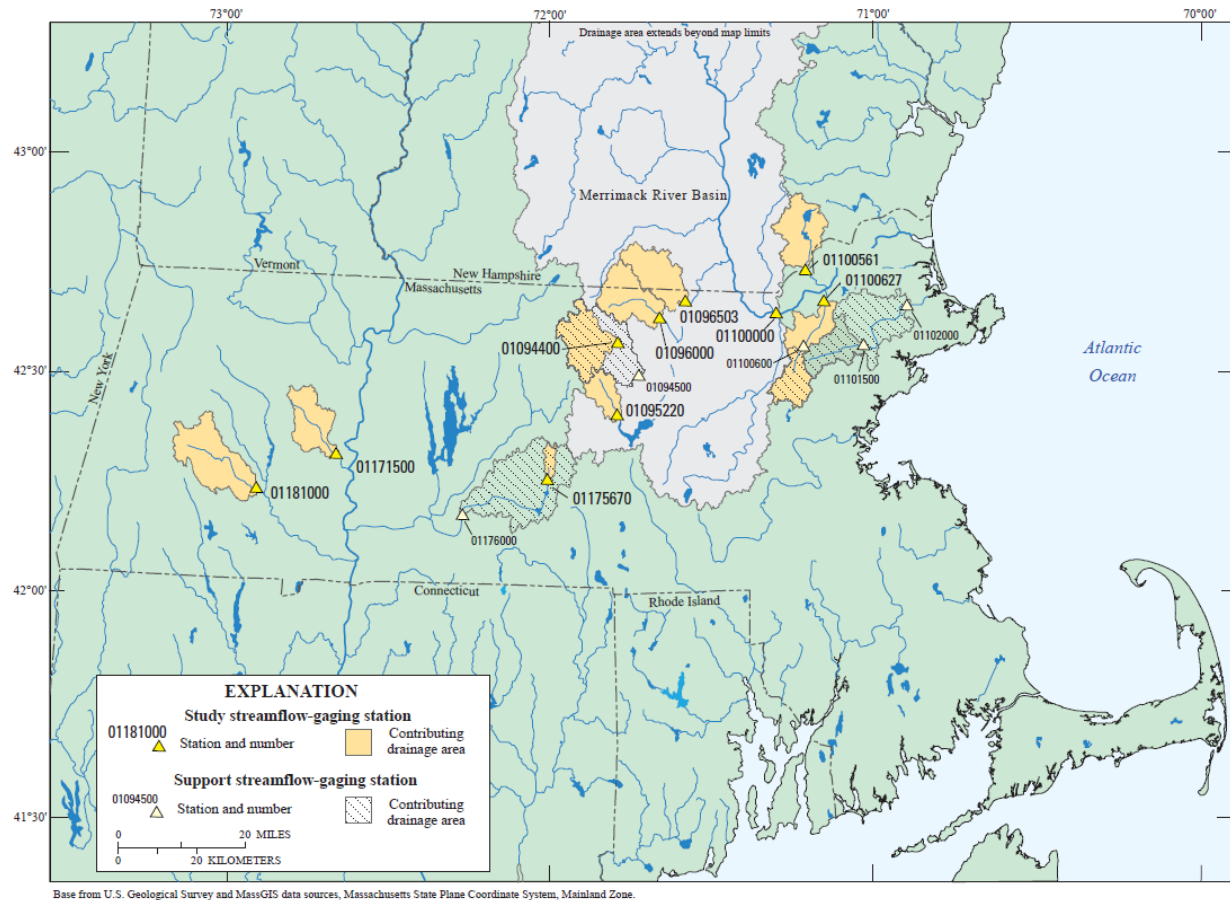 73°00'
72°00'
71°00'
70°00'
Drainage area extends beyond map limits
43°00'
Merrimack River Basin
Vermont
New Hampshire
Massachusetts
01100561
01100627
01096503
01100000
01096000
01094400
01102000
01100600
01101500
Atlantic
Ocean
42°30'
New York
01094500
01095220
01171500
01181000
01175670
01176000
42°00'
Connecticut
Rhode Island
EXPLANATION
Study streamflow-gaging station
01181000
Station and number
Contributing
drainage area
Support streamflow-gaging station
01094500
Station and number
Contributing
drainage area
0 20 MILES
0 20 KILOMETERS
41°30'
Base from U.S. Geological Survey and MassGIS data sources, Massachusetts State Plane Coordinate System, Mainland Zone.